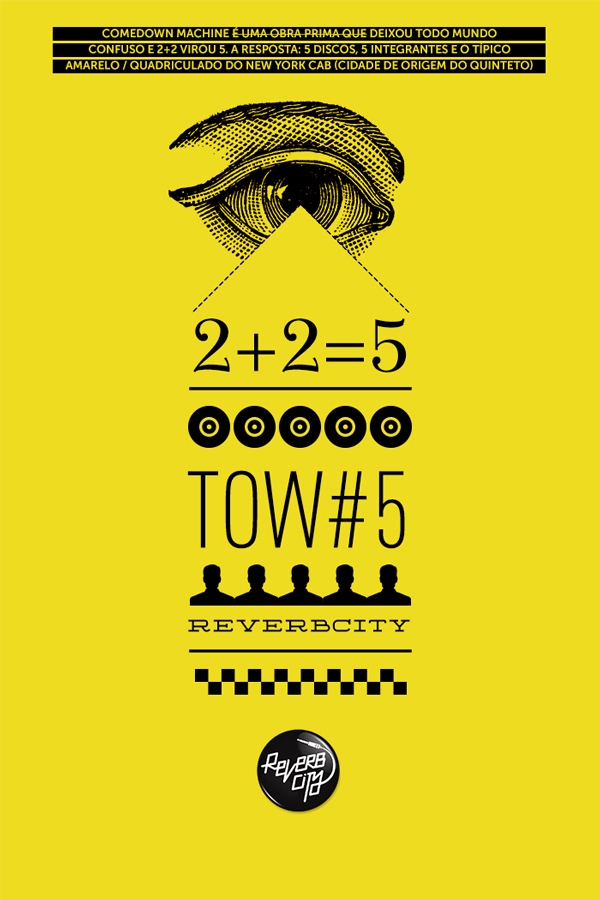 COMEDOWN MACHINE É UMA OBRA PRIMA QUE DEIXOU TODO MUNDO
CONFUSO E 2+2 VIROU 5. A RESPOSTA: 5 DISCOS, 5 INTEGRANTES E O TÍPICO
AMARELO / QUADRICULADO DO NEW YORK CAB (CIDADE DE ORIGEM DO QUINTETO)
2+2=5
TOW#5
REVERBCITY
REVERB
CITY